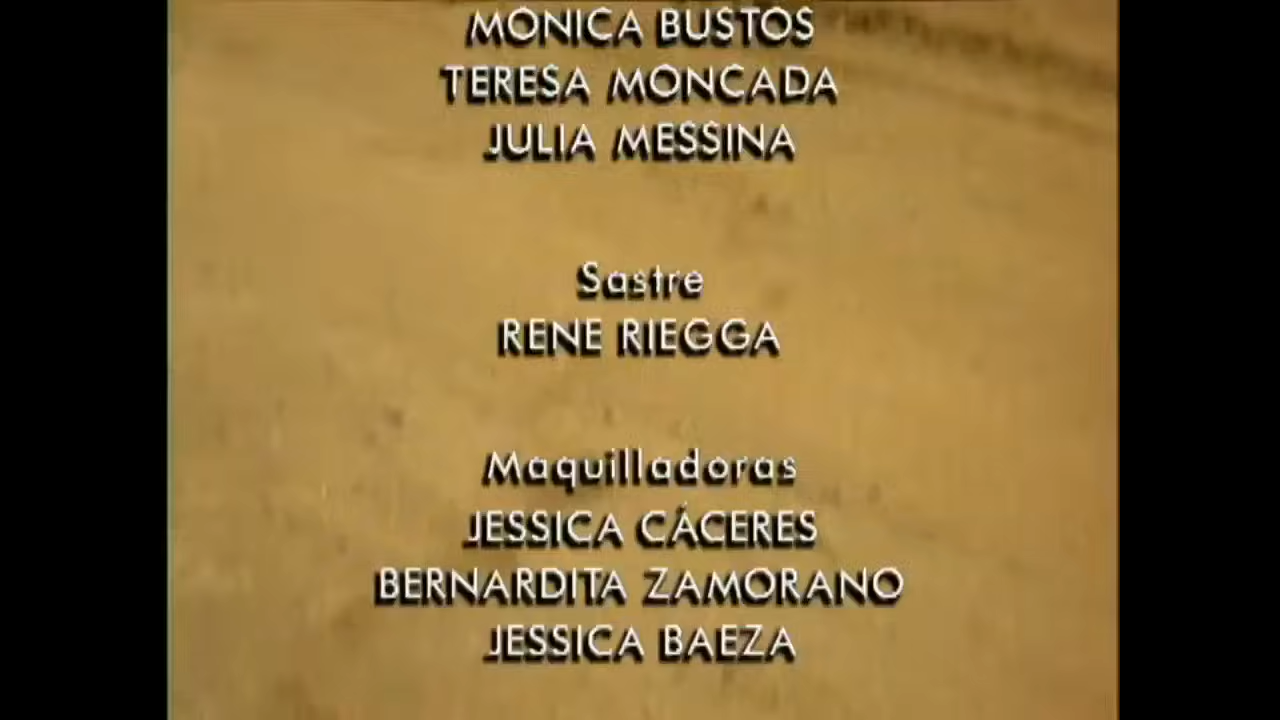 MONICA BUSTOS
TERESA MONCADA
JULIA MESSINA
Sastre
RENE RIEGGA
Maquilladoras
JESSICA CÁCERES
BERNARDITA ZAMORANO
JESSICA BAEZA